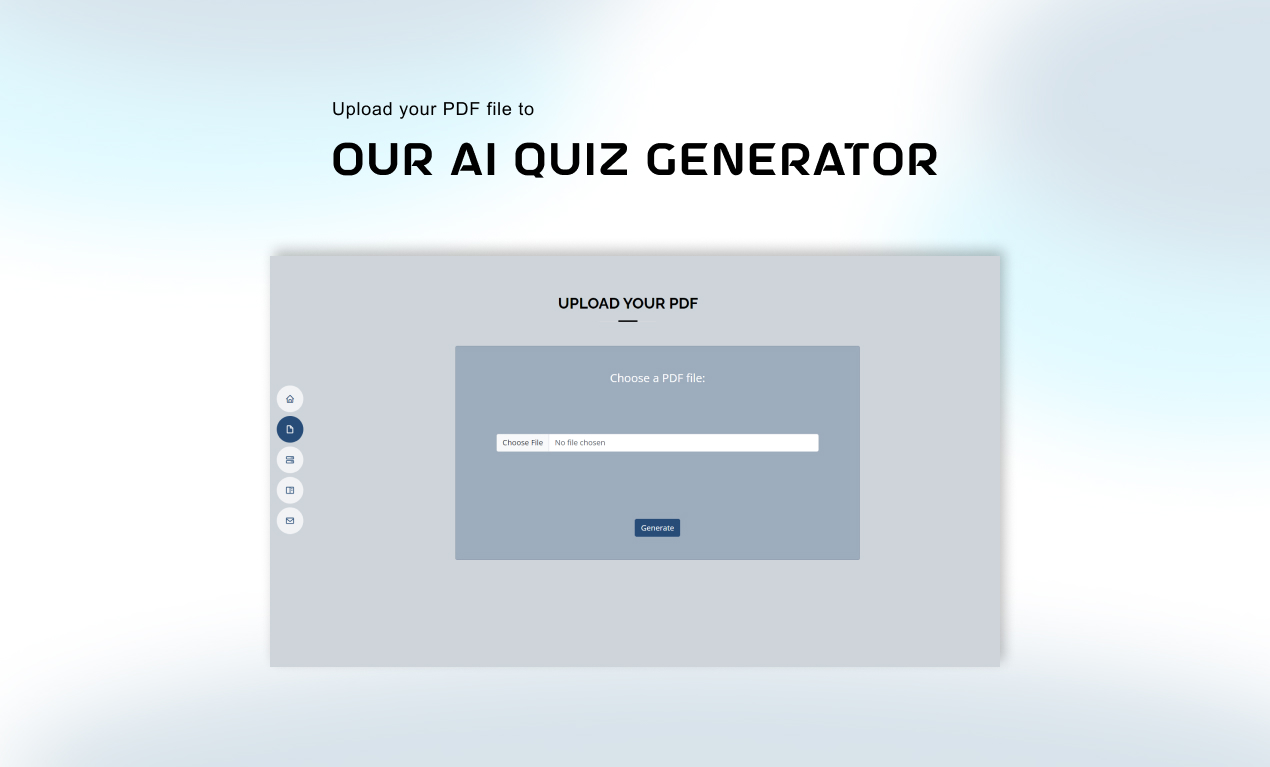 Upload your PDF file to
OUR AI QUIZ GENERATOR
UPLOAD YOUR PDF
Choose a PDF file:
Choose File No file chosen
Generate